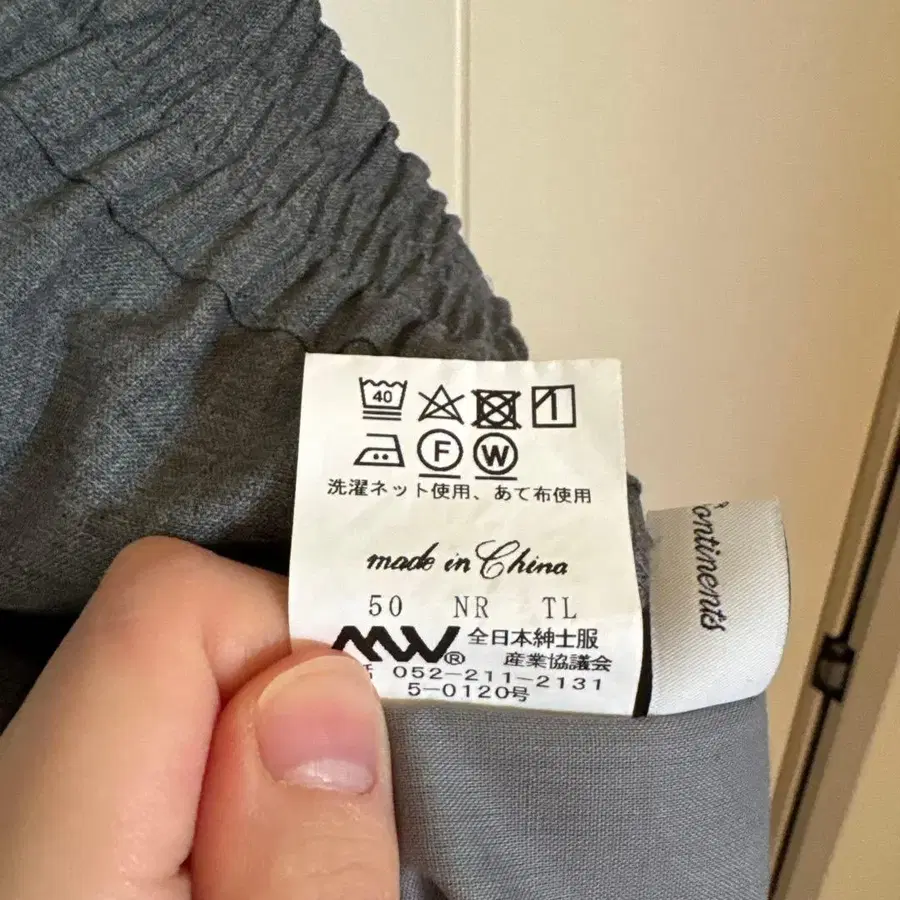 40
F W
洗濯ネット使用、あて布使用
made in China
50 NR TL
MW® 全日本紳士服
産業協議会
052-211-2131
5-0120号
Continents